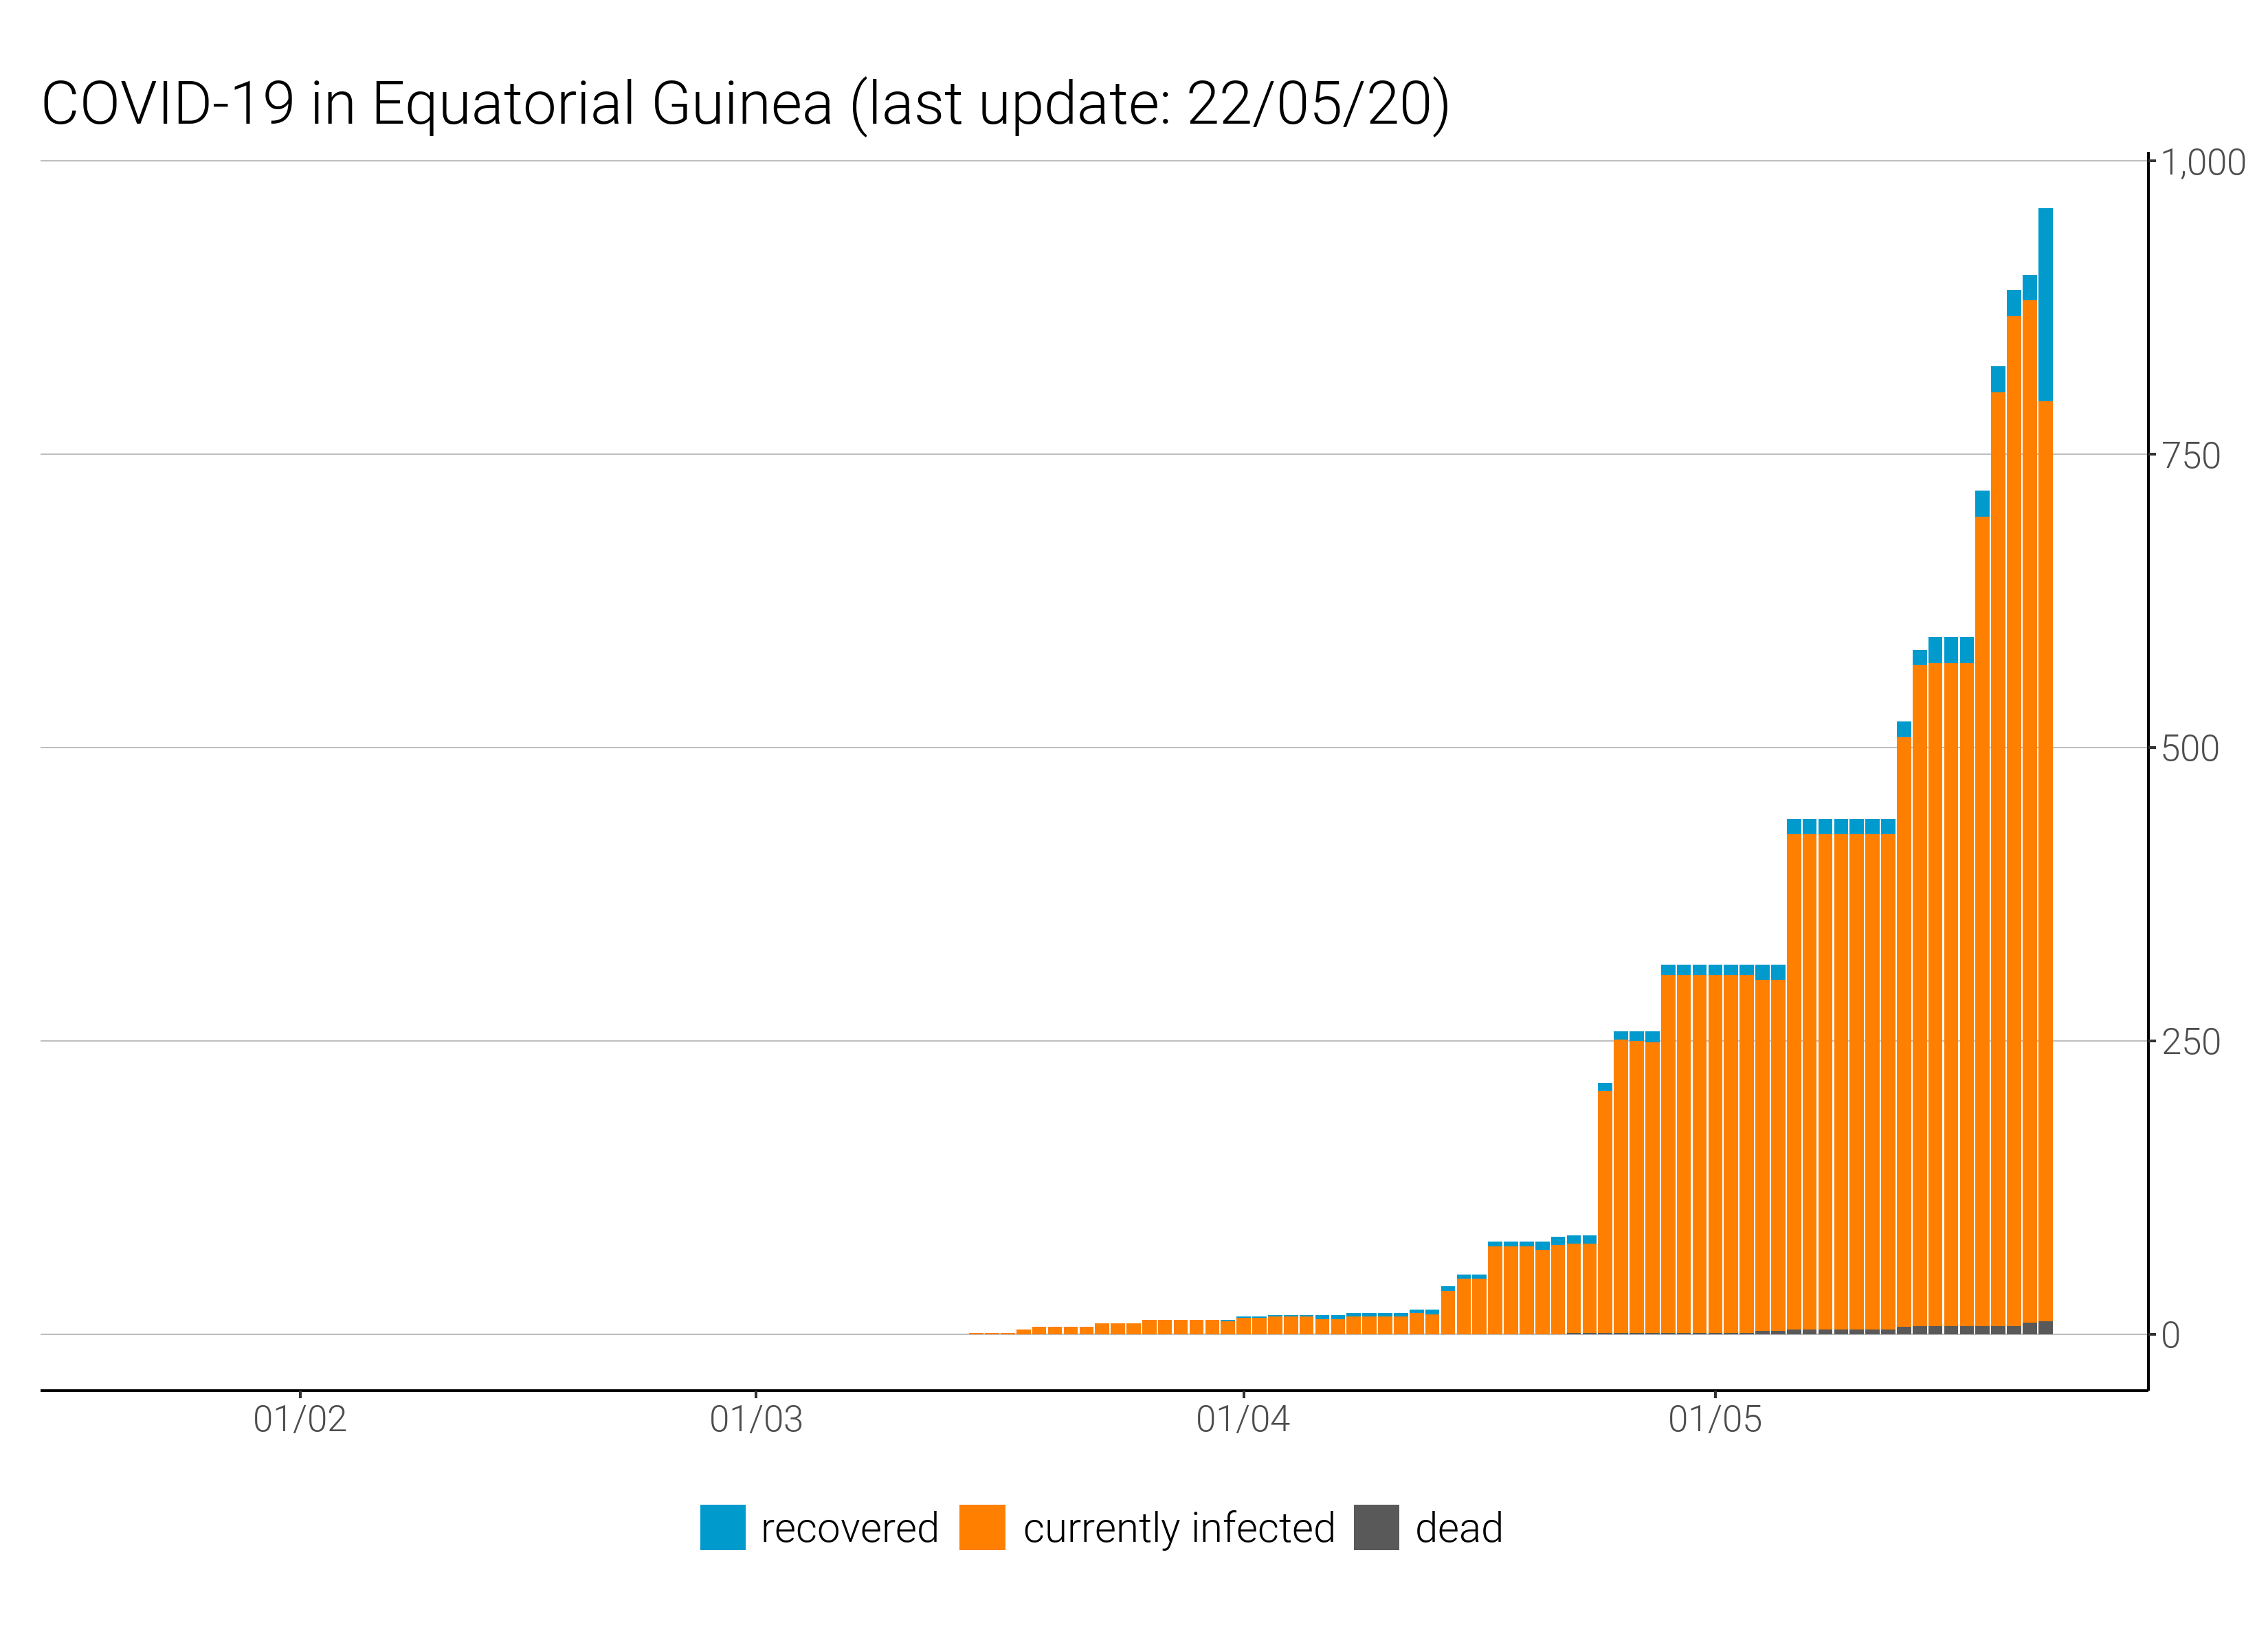 COVID-19 in Equatorial Guinea (last update: 22/05/20)
1,000
750
500
250
0
01/02 01/03 01/04 01/05
recovered currently infected dead